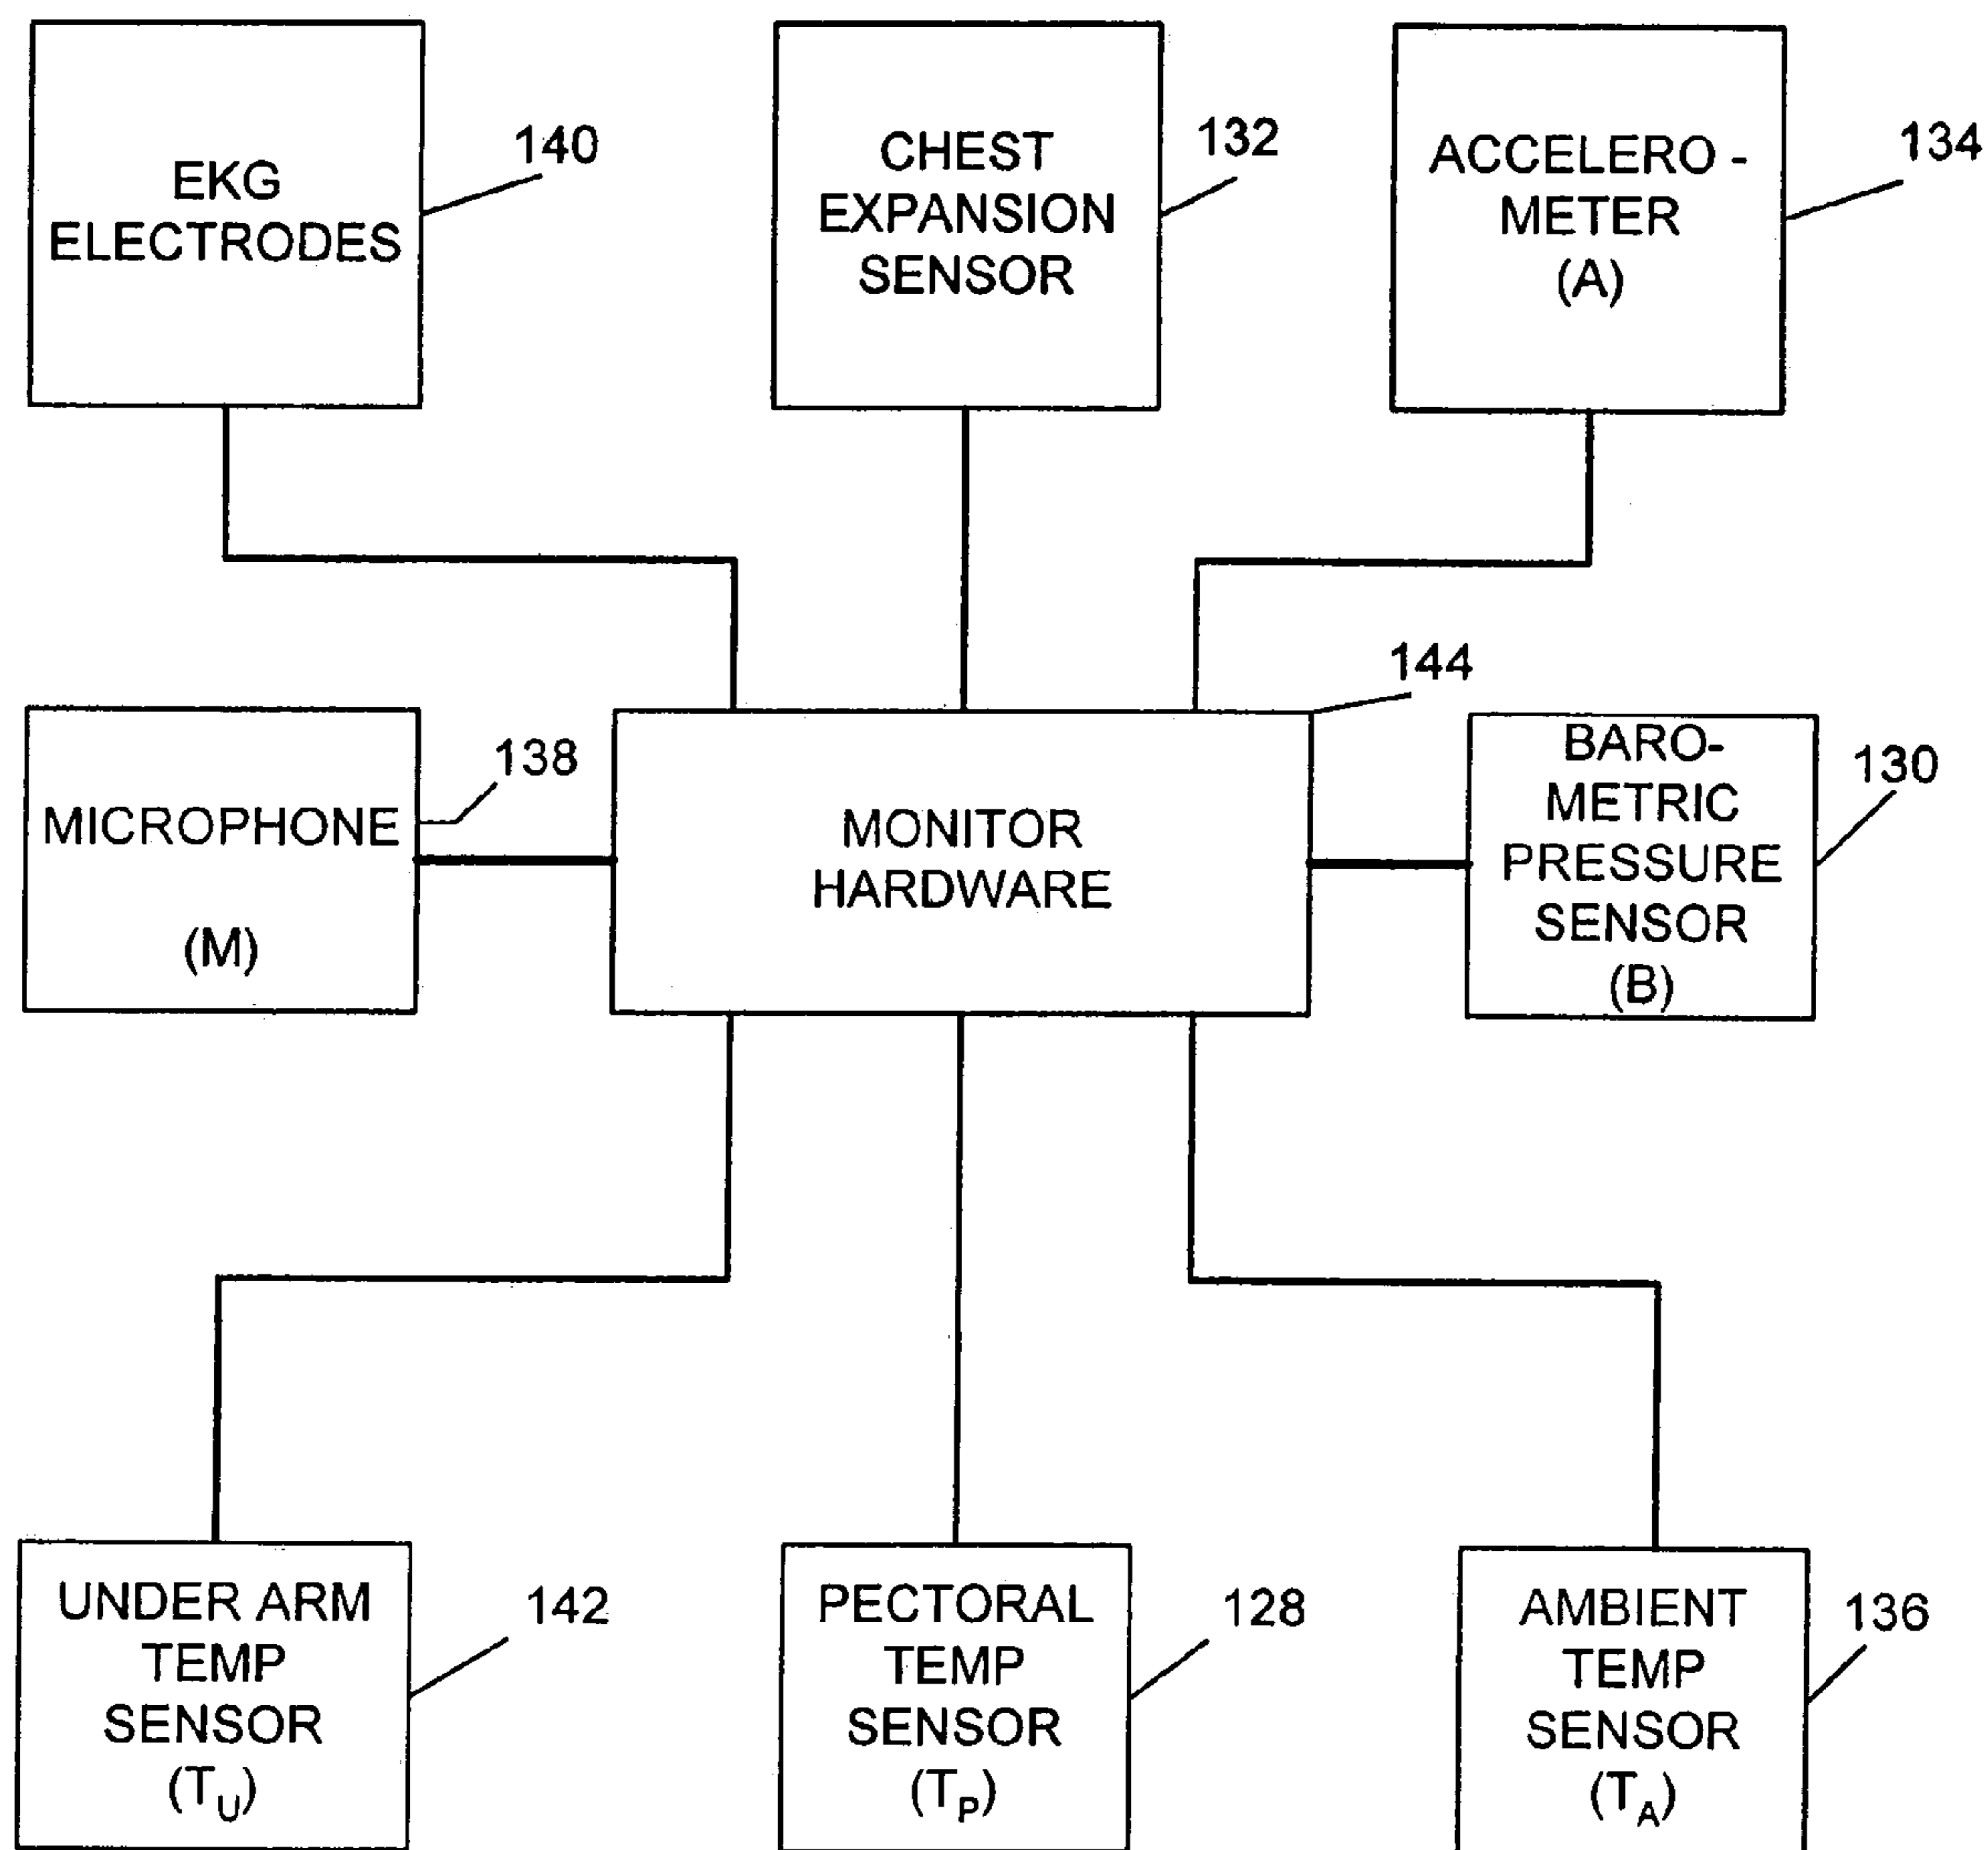 EKG
ELECTRODES
140
CHEST
EXPANSION
SENSOR
132
ACCELERO -
METER
(A)
134
MICROPHONE
(M)
138
MONITOR
HARDWARE
144
BARO-
METRIC
PRESSURE
SENSOR
(B)
130
UNDER ARM
TEMP
SENSOR
(TU)
142
PECTORAL
TEMP
SENSOR
(TP)
128
AMBIENT
TEMP
SENSOR
(TA)
136